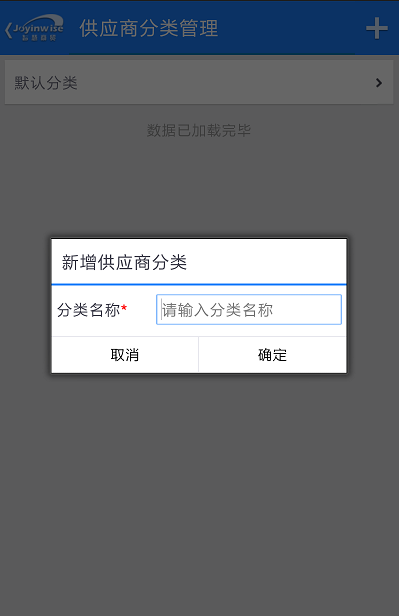 Joyinwise
供应商分类管理
默认分类
数据已加载完毕
新增供应商分类
分类名称*
请输入分类名称
取消
确定